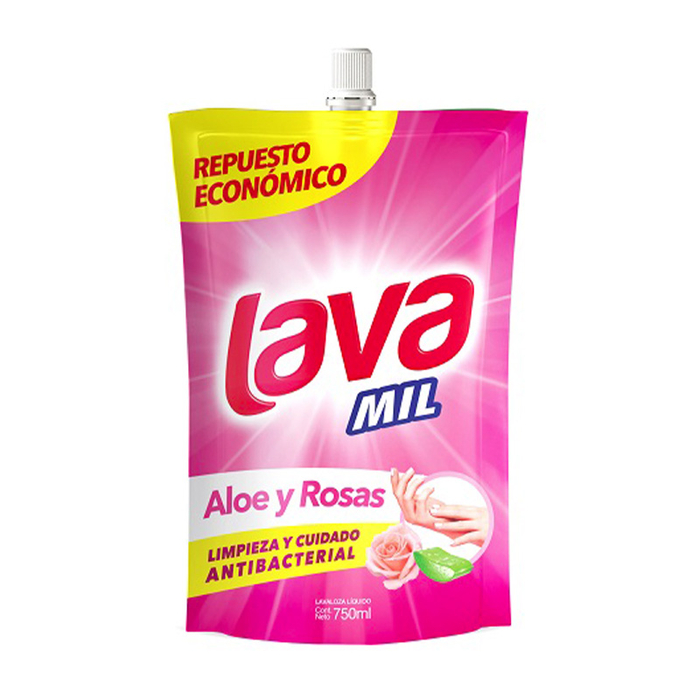 REPUESTO
ECONÓMICO
Lava
MIL
Aloe y Rosas
LIMPIEZA Y CUIDADO
ANTIBACTERIAL
LAVALOZA LÍQUIDO
Cont.
Neto 750ml